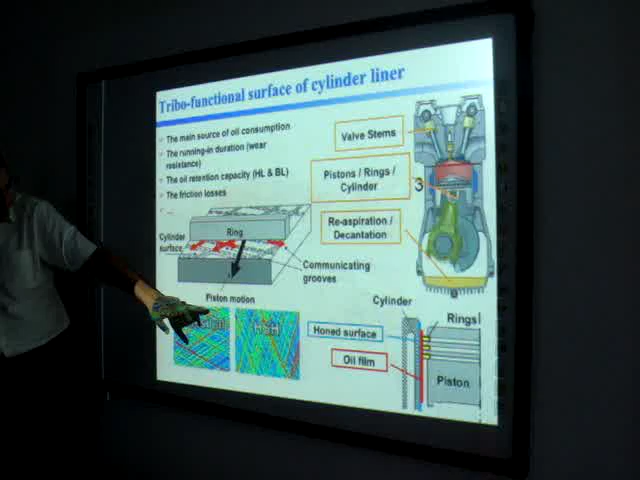 Tribo-functional surface of cylinder liner
The main source of oil consumption
The running-in duration (wear
resistance)
The oil retention capacity (HL & BL)
The friction losses
Valve Stems
Pistons / Rings /
Cylinder
3
Re-aspiration /
Decantation
Ring
Cylinder
surface
Communicating
grooves
Piston motion
HSH
Cylinder
Rings
Honed surface
Oil film
Piston